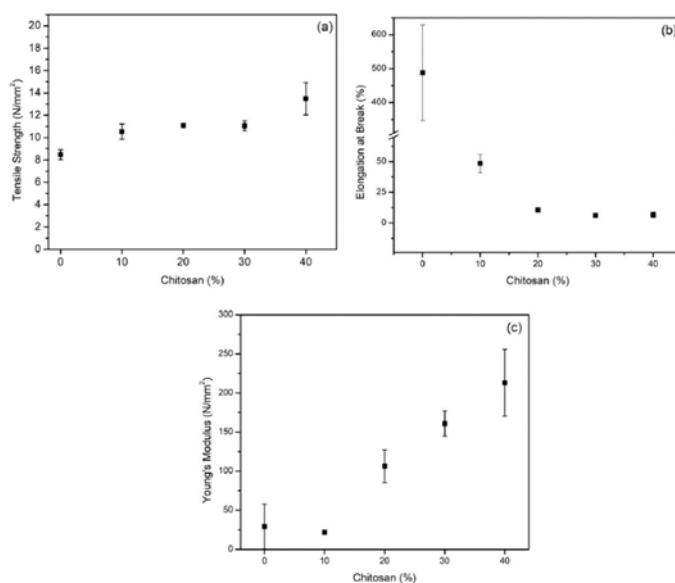 (a)
Tensile Strength (N/mm²)
20
18
16
14
12
10
8
6
4
2
0
0 10 20 30 40
Chitosan (%)
(b)
Elongation at Break (%)
600
500
400
50
25
0
0 10 20 30 40
Chitosan (%)
(c)
Young's Modulus (N/mm²)
300
250
200
150
100
50
0
0 10 20 30 40
Chitosan (%)